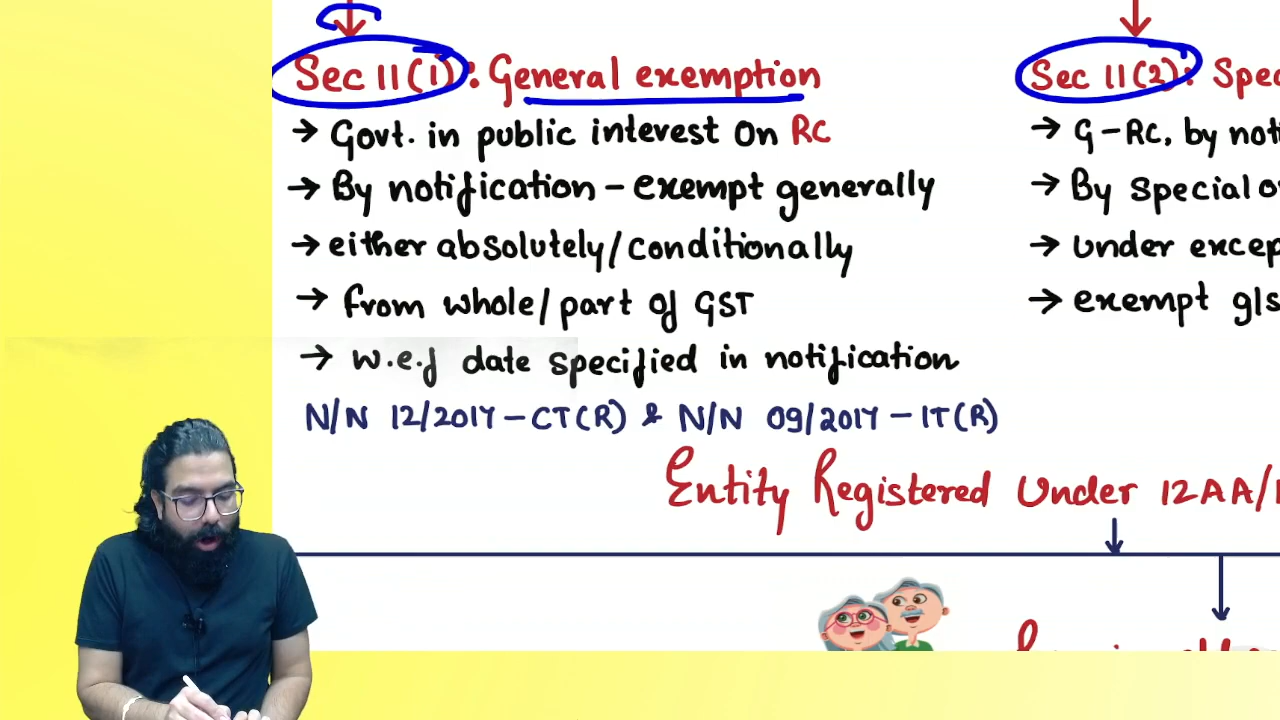 Sec 11(1): General exemption
→ Govt. in public interest On RC
→ By notification - exempt generally
→ either absolutely/conditionally
→ from whole/part of GST
→ w.e.f date specified in notification
N/N 12/2017 - CT(R) & N/N 09/2017 - IT(R)
Sec 11(2): Spec
→ G-RC, by noti
→ By special o
→ under excep
→ exempt g/s
Entity Registered Under 12AA/